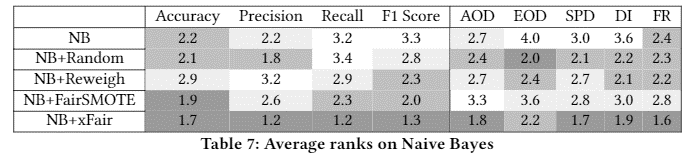 Accuracy Precision Recall F1 Score AOD EOD SPD DI FR
NB 2.2 2.2 3.2 3.3 2.7 4.0 3.0 3.6 2.4
NB+Random 2.1 1.8 3.4 2.8 2.4 2.0 2.1 2.2 2.3
NB+Reweigh 2.9 3.2 2.9 2.3 2.7 2.4 2.7 2.1 2.2
NB+FairSMOTE 1.9 2.6 2.3 2.0 3.3 3.6 2.8 3.0 2.8
NB+xFair 1.7 1.2 1.2 1.3 1.8 2.2 1.7 1.9 1.6
Table 7: Average ranks on Naive Bayes